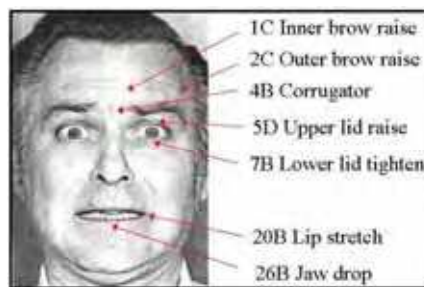 1C Inner brow raise
2C Outer brow raise
4B Corrugator
5D Upper lid raise
7B Lower lid tighten
20B Lip stretch
26B Jaw drop